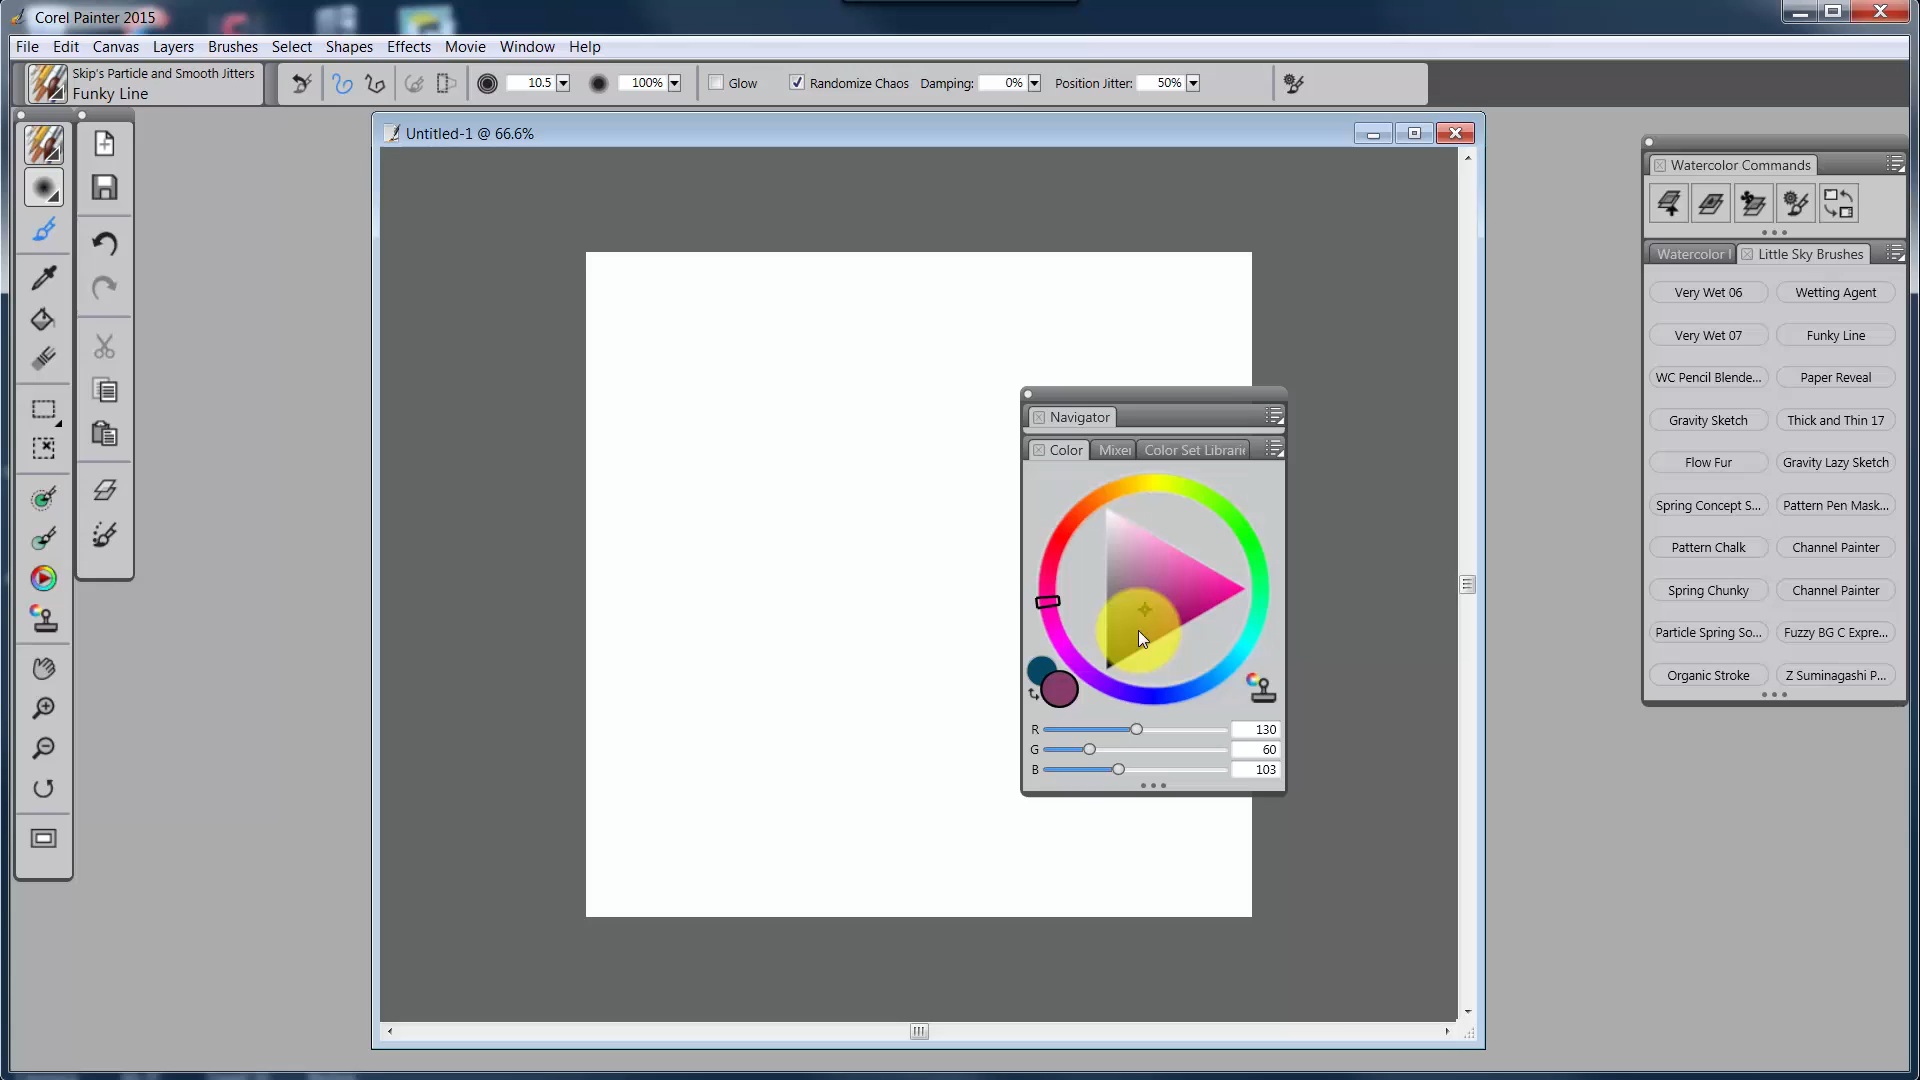 Corel Painter 2015
File Edit Canvas Layers Brushes Select Shapes Effects Movie Window Help
Skip's Particle and Smooth Jitters
Funky Line
10.5 100% Glow Randomize Chaos Damping: 0% Position Jitter: 50%
Untitled-1 @ 66.6%
Watercolor Commands
Watercolor I Little Sky Brushes
Very Wet 06 Wetting Agent
Very Wet 07 Funky Line
WC Pencil Blende... Paper Reveal
Gravity Sketch Thick and Thin 17
Flow Fur Gravity Lazy Sketch
Spring Concept S... Pattern Pen Mask...
Pattern Chalk Channel Painter
Spring Chunky Channel Painter
Particle Spring So... Fuzzy BG C Expre...
Organic Stroke Z Suminagashi P...
Navigator
Color Mixer Color Set Librarie
R 130
G 60
B 103